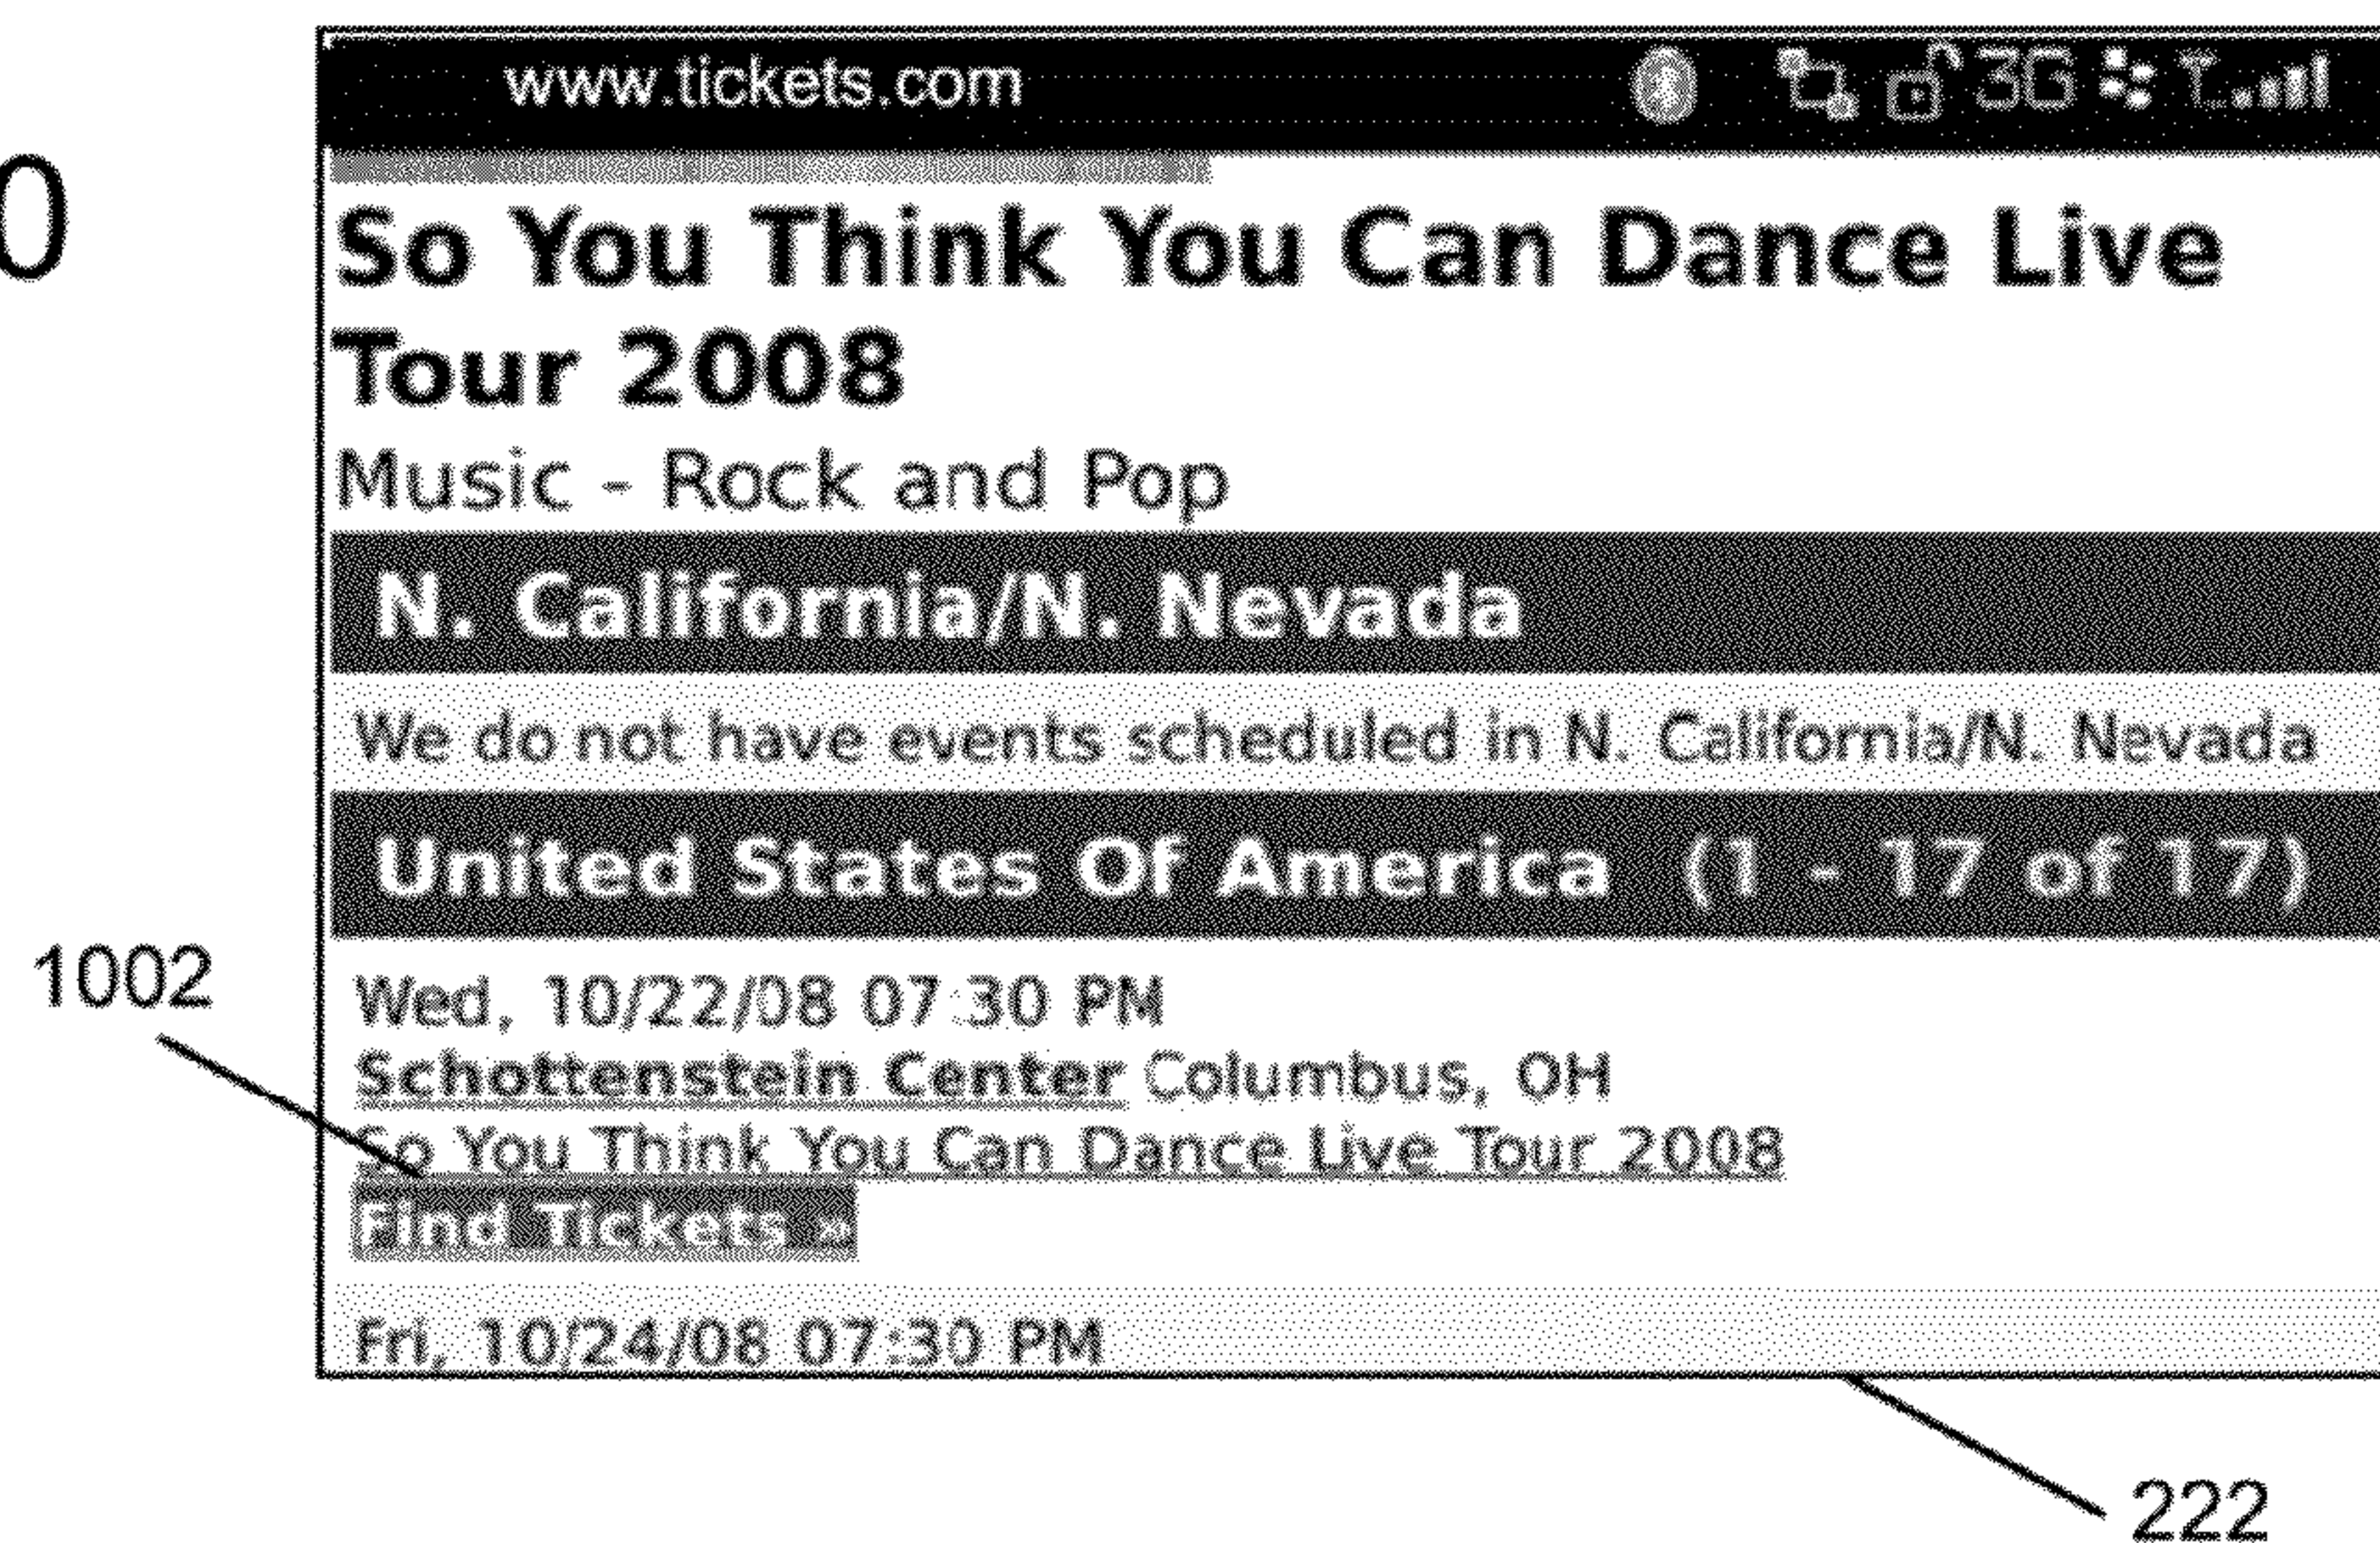 www.tickets.com 3G T
0
So You Think You Can Dance Live
Tour 2008
Music - Rock and Pop
N. California/N. Nevada
We do not have events scheduled in N. California/N. Nevada
United States Of America (1 - 17 of 17)
1002
Wed, 10/22/08 07:30 PM
Schottenstein Center Columbus, OH
So You Think You Can Dance Live Tour 2008
Find Tickets »
Fri, 10/24/08 07:30 PM
222